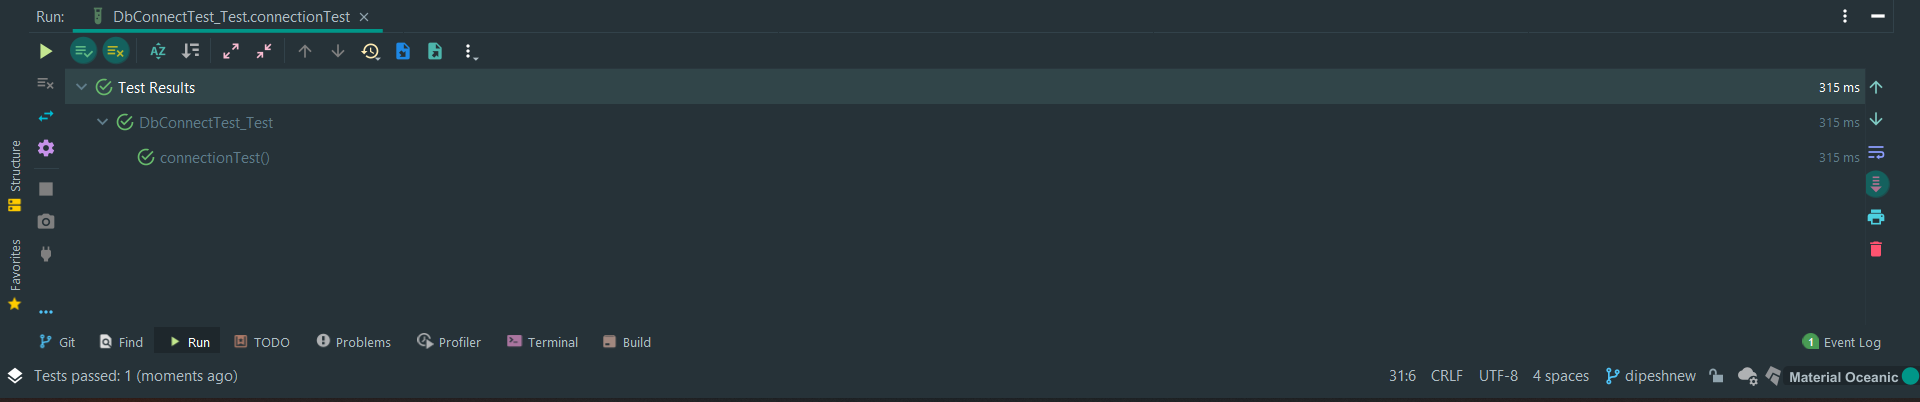 Run: DbConnectTest_Test.connectionTest
Test Results 315 ms
DbConnectTest_Test 315 ms
connectionTest() 315 ms
Structure
Favorites
Git Find Run TODO Problems Profiler Terminal Build 1 Event Log
Tests passed: 1 (moments ago) 31:6 CRLF UTF-8 4 spaces dipeshnew Material Oceanic